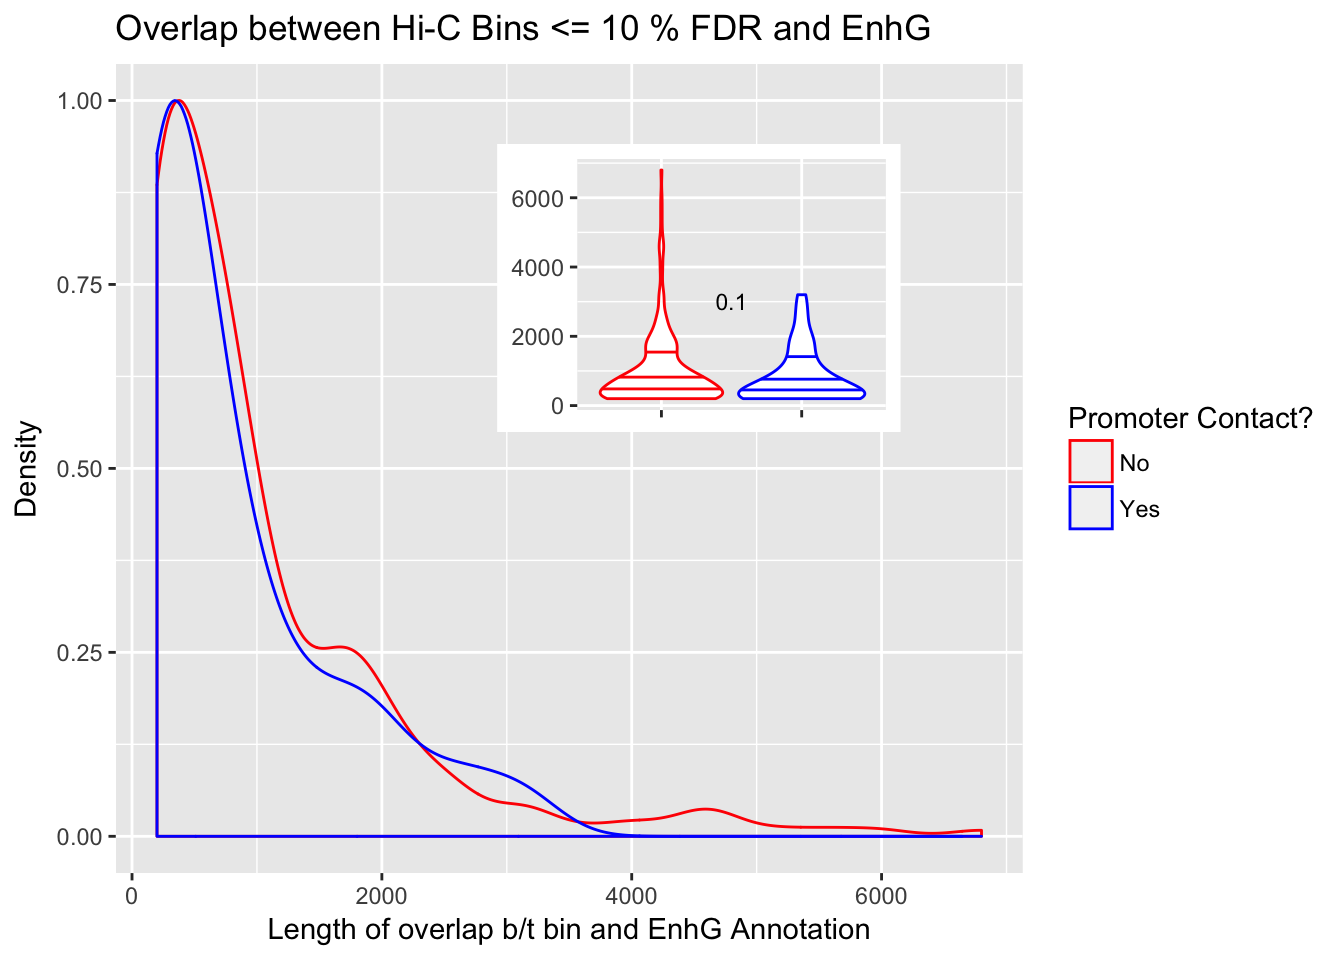 Overlap between Hi-C Bins <= 10 % FDR and EnhG
1.00
0.75
0.50
0.25
0.00
Density
6000
4000
2000
0
0.1
0
2000
4000
6000
Length of overlap b/t bin and EnhG Annotation
Promoter Contact?
No
Yes